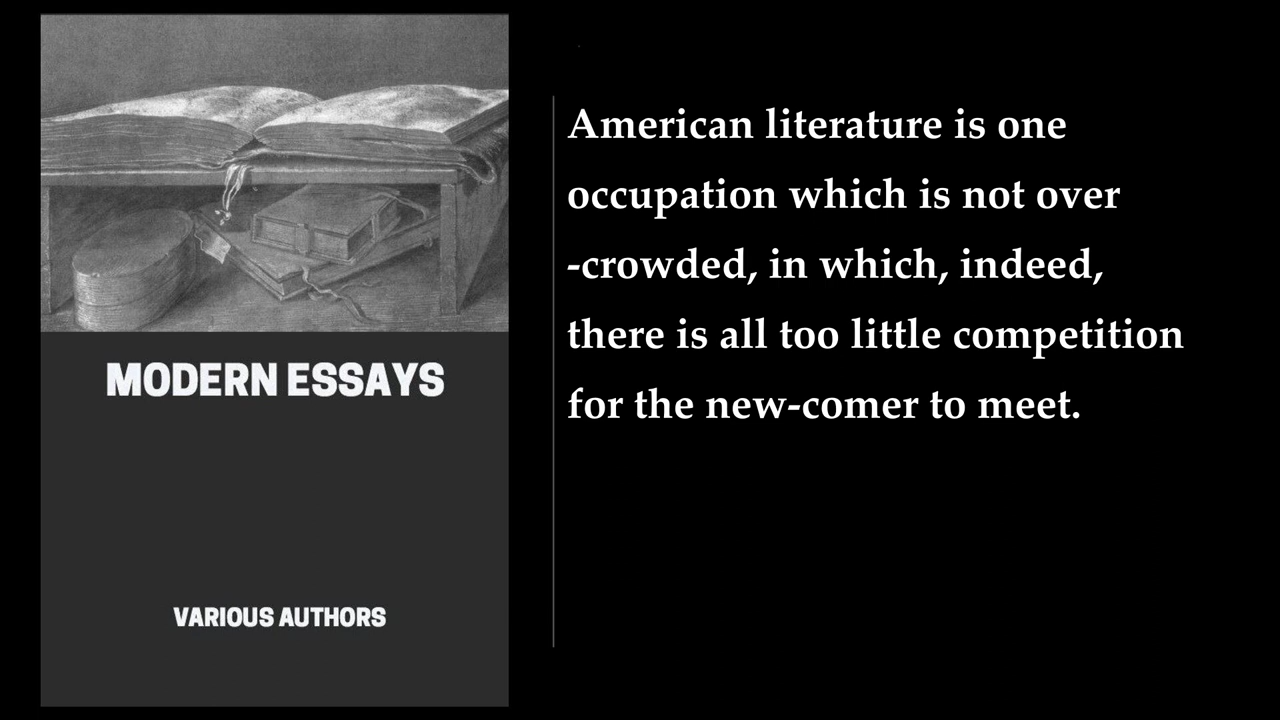 MODERN ESSAYS
VARIOUS AUTHORS
American literature is one
occupation which is not over
-crowded, in which, indeed,
there is all too little competition
for the new-comer to meet.